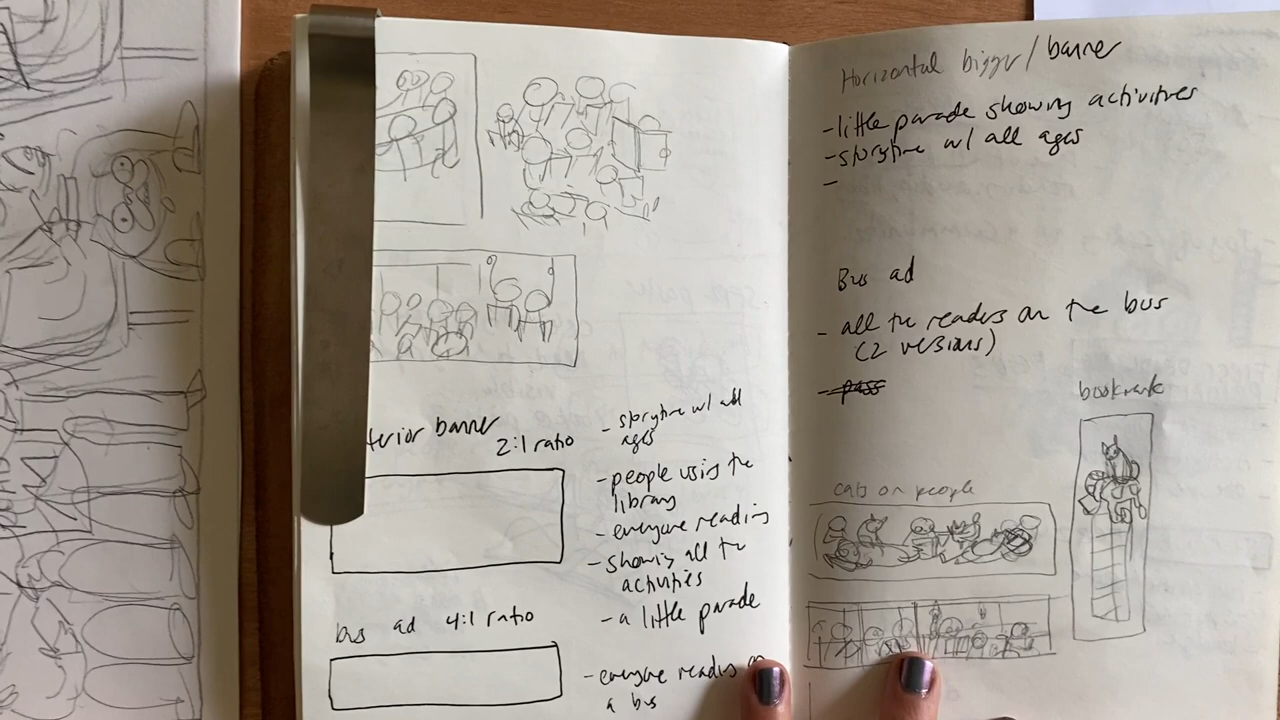 terior banner
2:1 ratio
- storytime w/ all
ages
- people using the
library
- everyone reading
- showing all the
activities
- a little parade
bus ad 4:1 ratio
- everyone reading on
a bus
Horizontal bigger/banner
- little parade showing activities
- storytime w/ all ages
-
Bus ad
- all the readers on the bus
(2 versions)
- pass
bookmark
cats on people